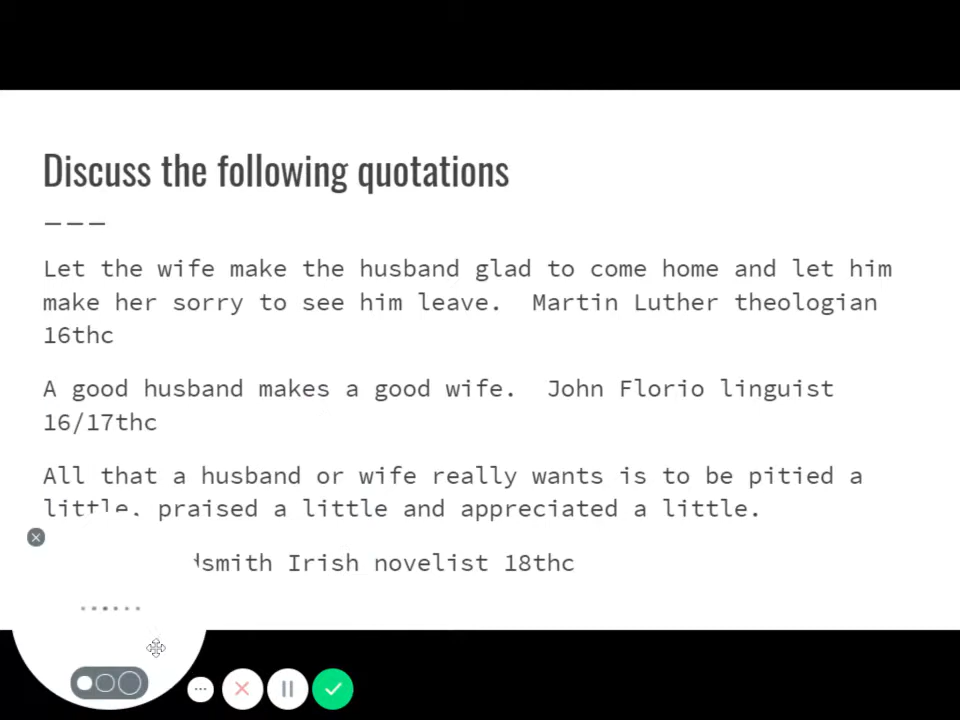 Discuss the following quotations
Let the wife make the husband glad to come home and let him
make her sorry to see him leave.  Martin Luther theologian
16thc
A good husband makes a good wife.  John Florio linguist
16/17thc
All that a husband or wife really wants is to be pitied a
little, praised a little and appreciated a little.
Irish novelist 18thc